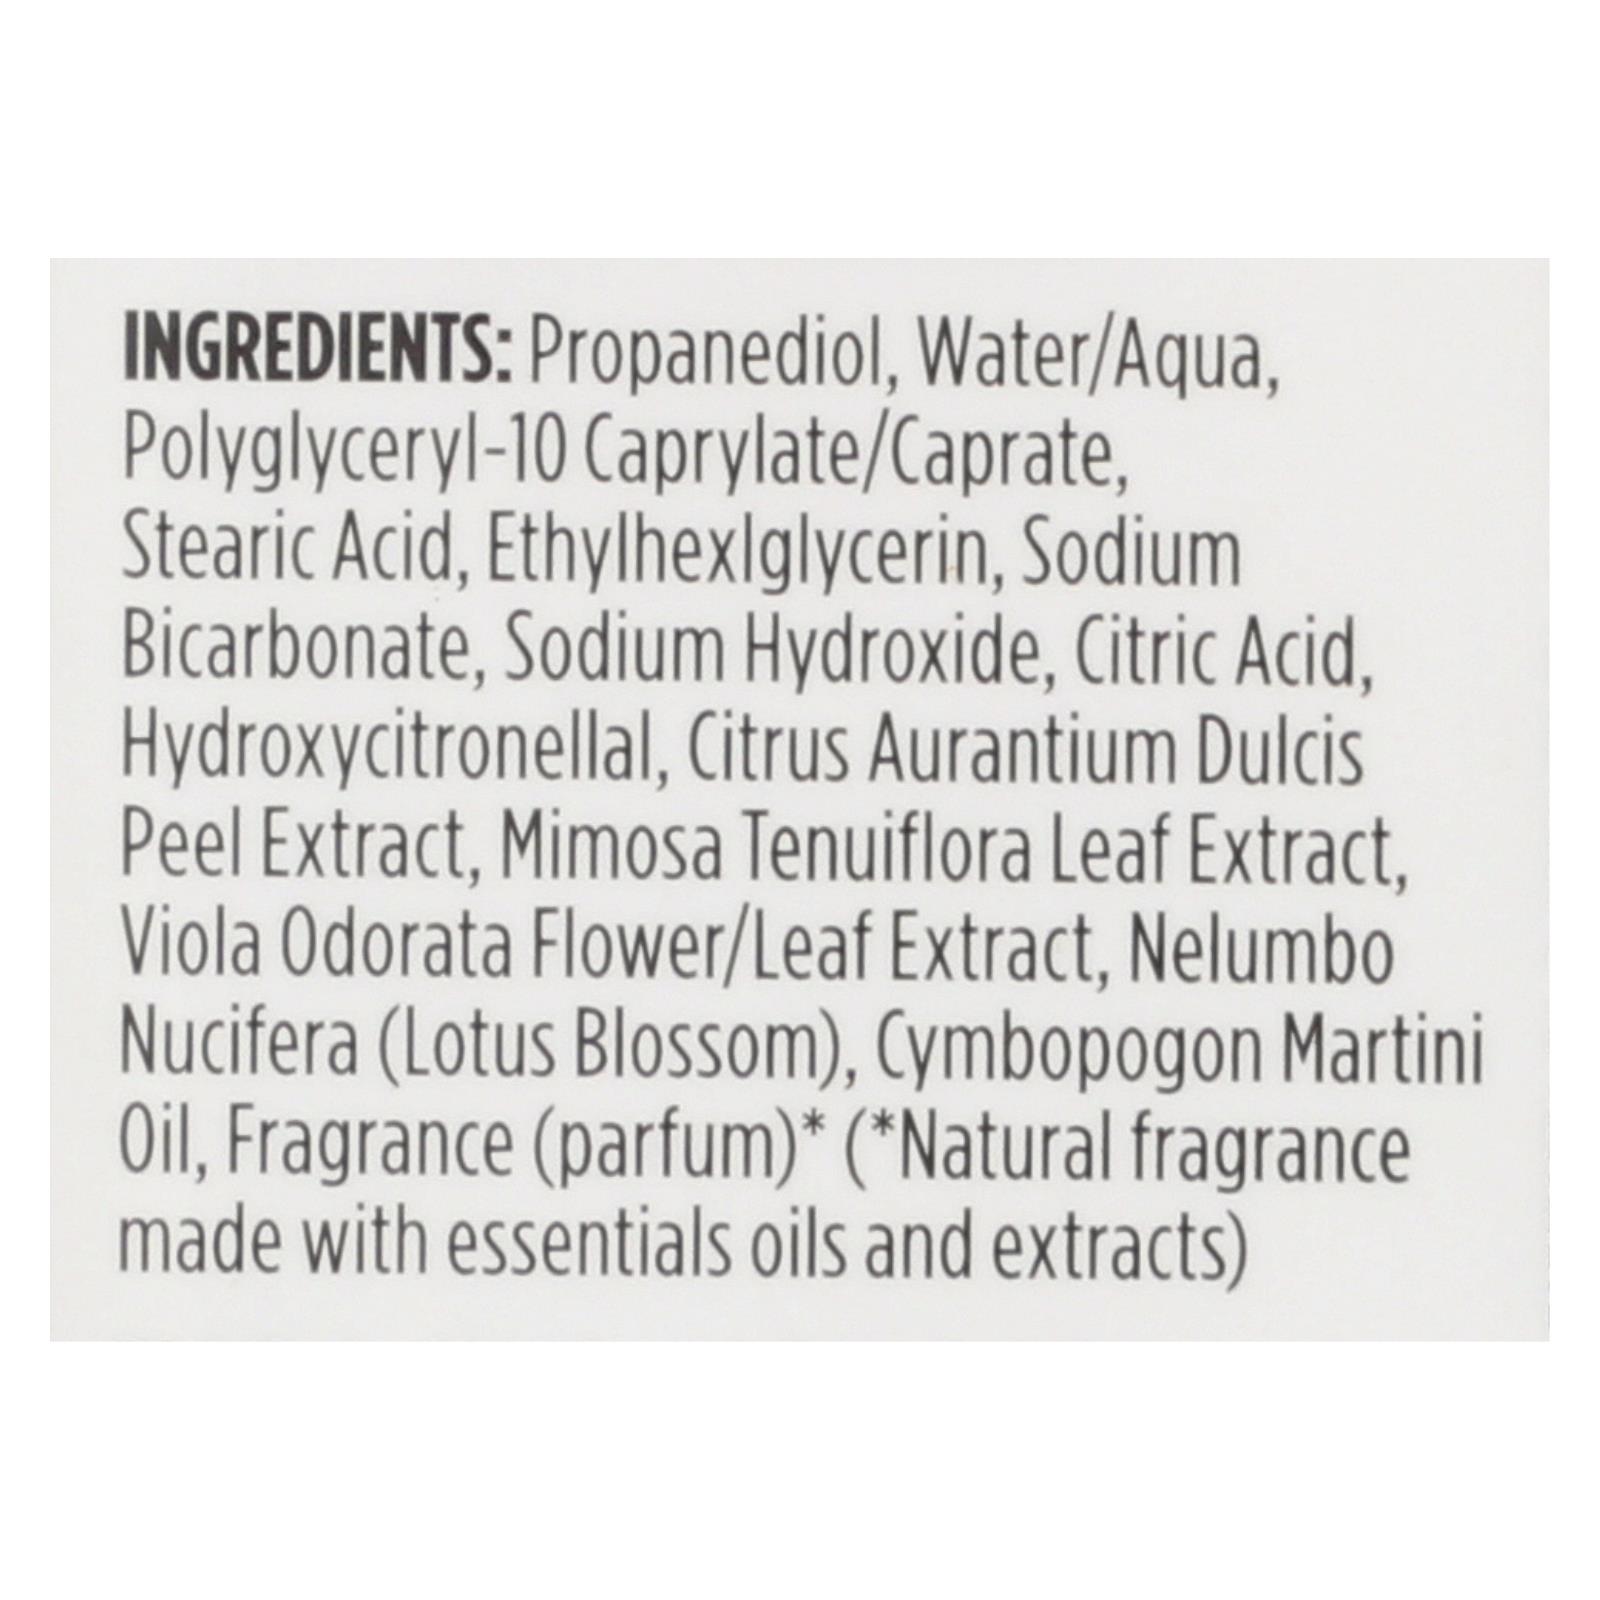 INGREDIENTS: Propanediol, Water/Aqua,
Polyglyceryl-10 Caprylate/Caprate,
Stearic Acid, Ethylhexlglycerin, Sodium
Bicarbonate, Sodium Hydroxide, Citric Acid,
Hydroxycitronellal, Citrus Aurantium Dulcis
Peel Extract, Mimosa Tenuiflora Leaf Extract,
Viola Odorata Flower/Leaf Extract, Nelumbo
Nucifera (Lotus Blossom), Cymbopogon Martini
Oil, Fragrance (parfum)* (*Natural fragrance
made with essentials oils and extracts)